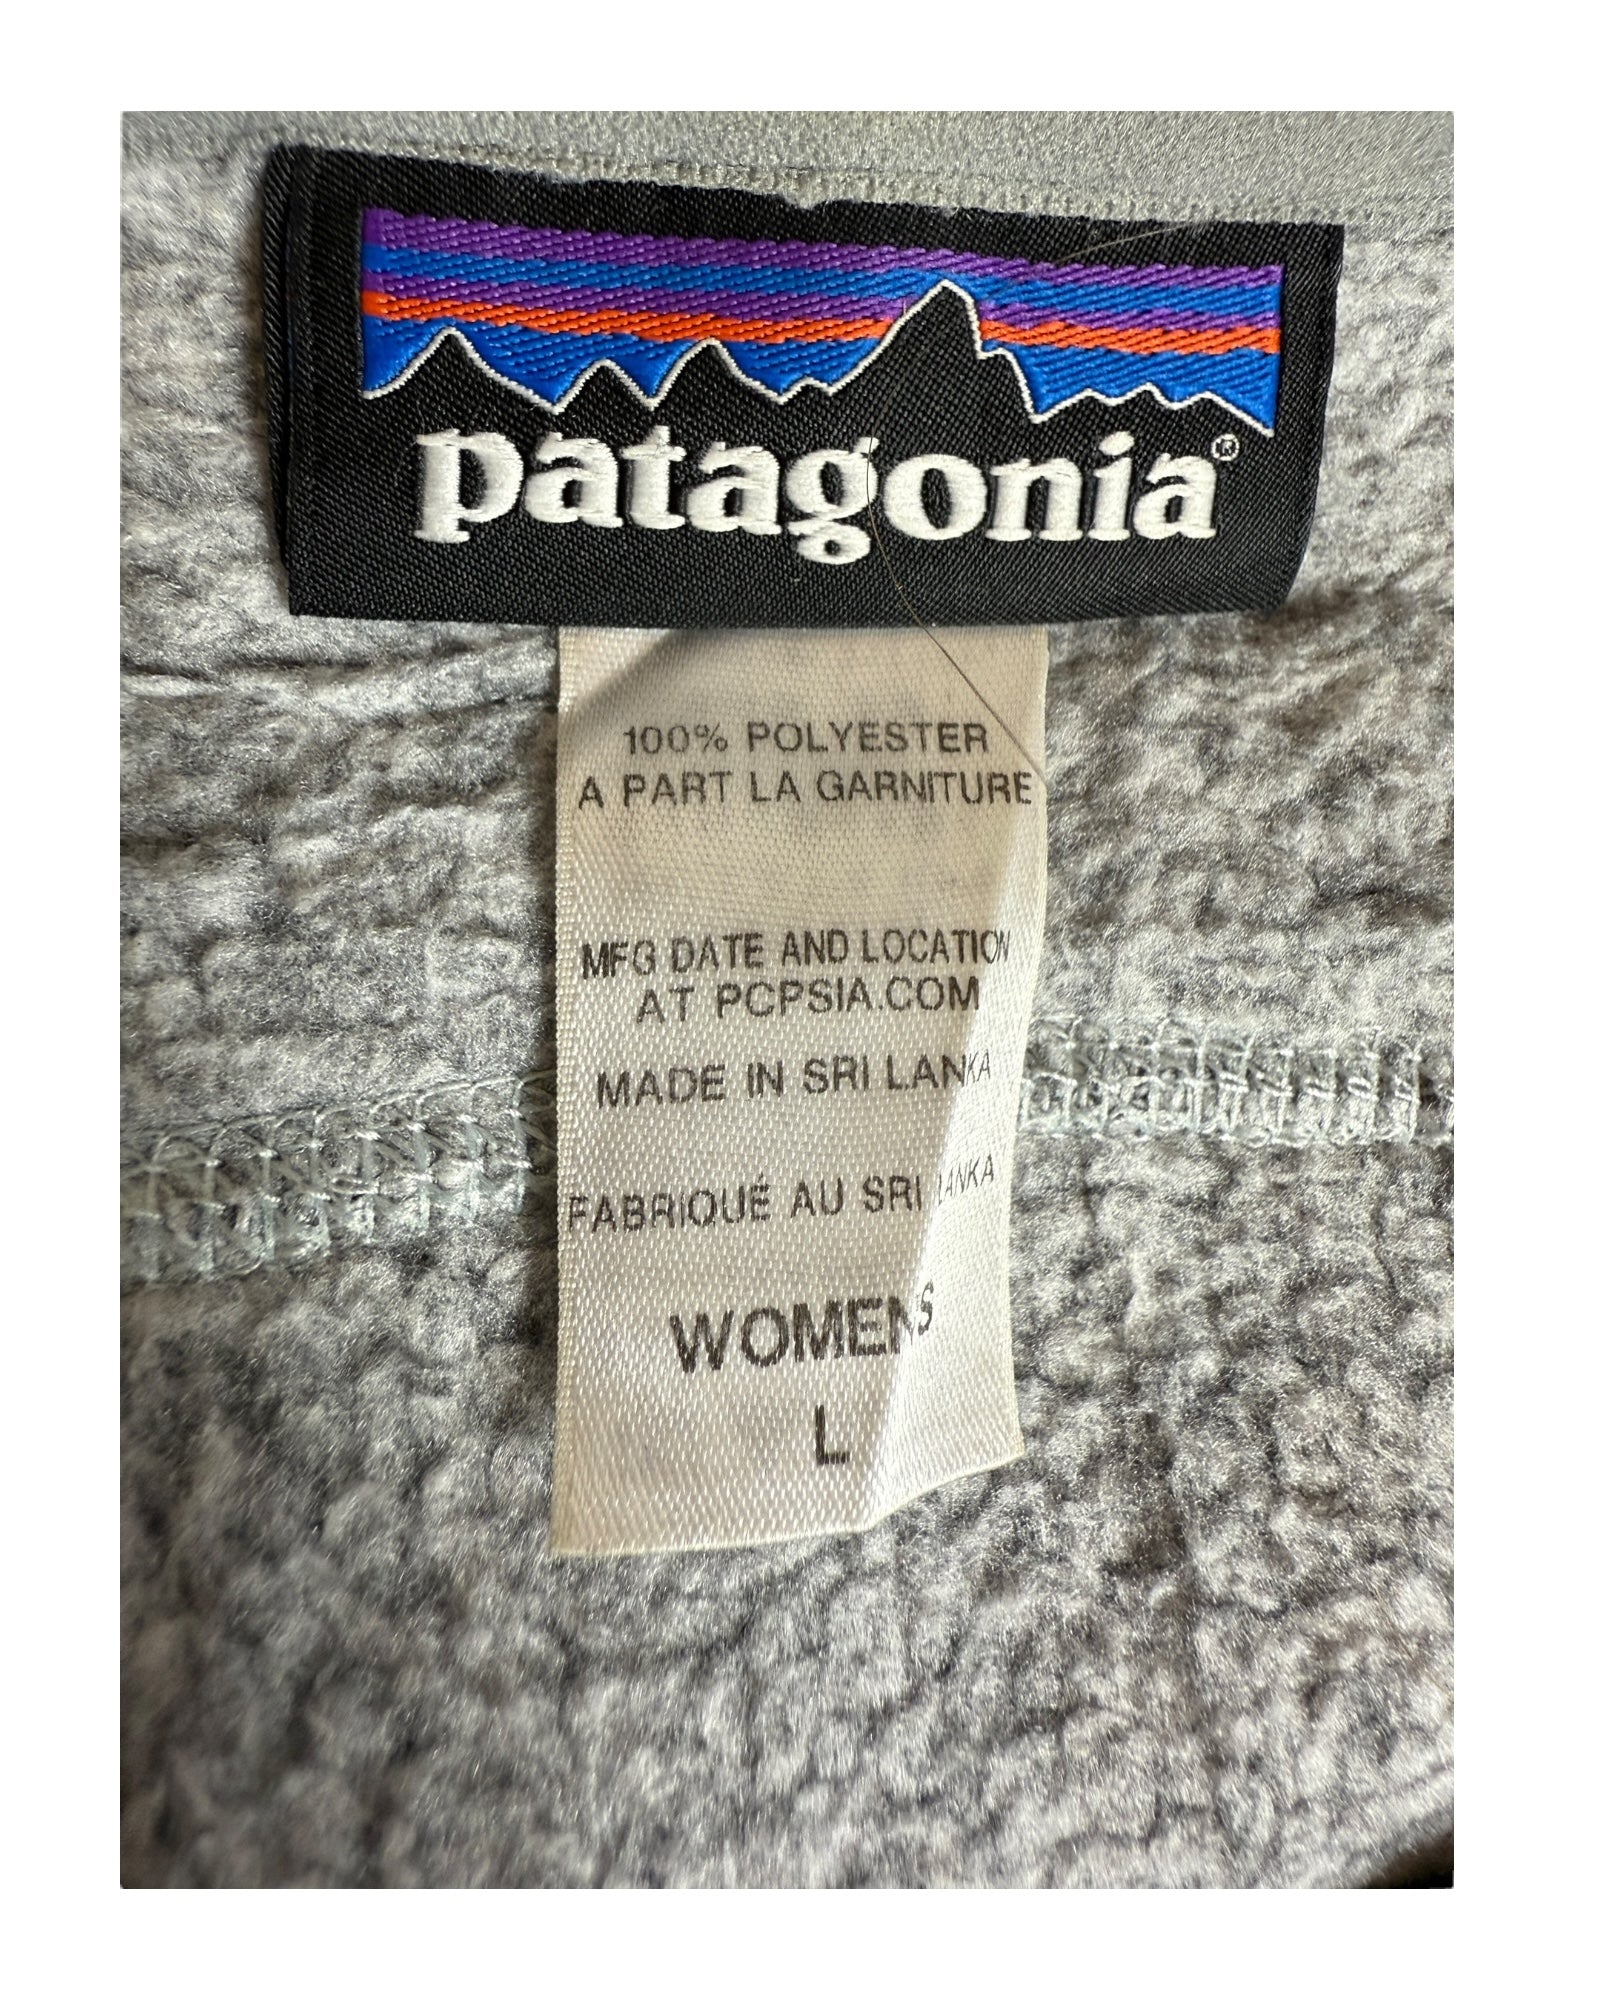 patagonia®
100% POLYESTER
A PART LA GARNITURE
MFG DATE AND LOCATION
AT PCPSIA.COM
MADE IN SRI LANKA
FABRIQUÉ AU SRI LANKA
WOMENS
L